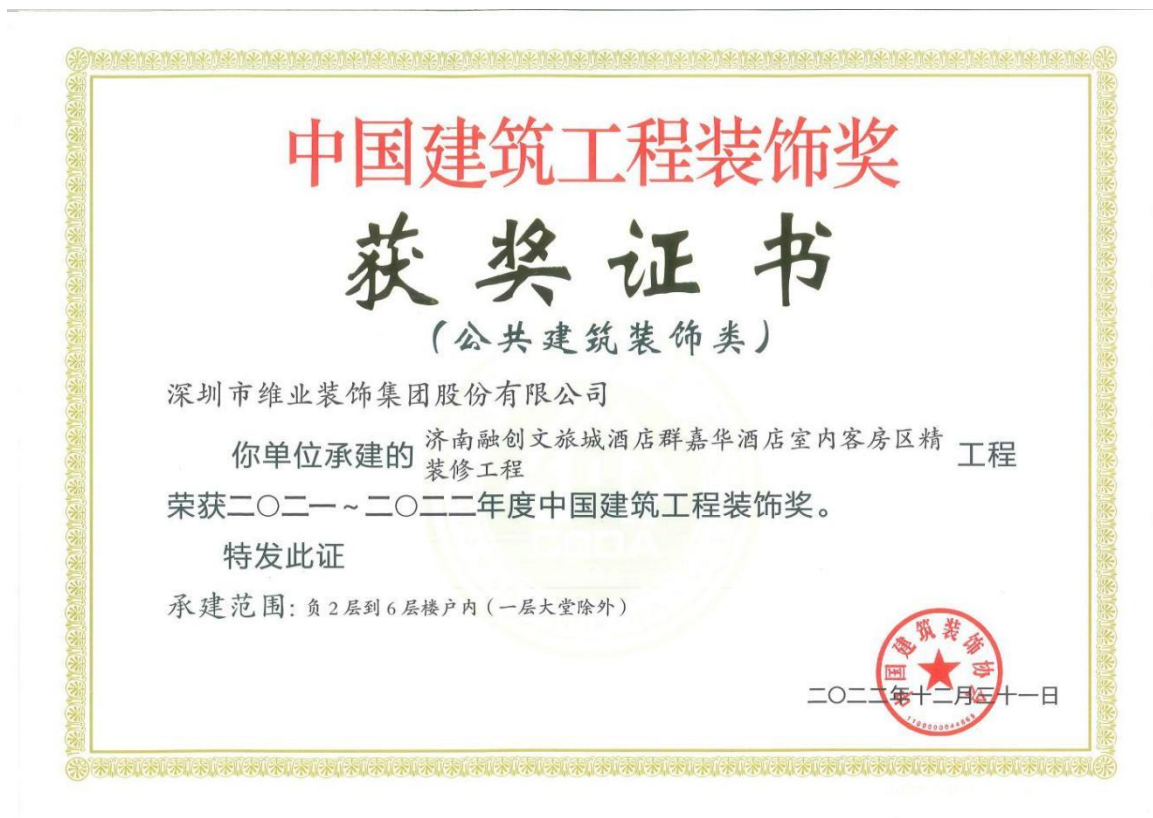 中国建筑工程装饰奖
获奖证书
(公共建筑装饰类)
深圳市维业装饰集团股份有限公司
你单位承建的 济南融创文旅城酒店群嘉华酒店室内客房区精
装修工程 工程
荣获二〇二一~二〇二二年度中国建筑工程装饰奖。
特发此证
承建范围: 负2层到6层楼户内(一层大堂除外)
中国建筑装饰协会
二〇二二年十二月三十一日